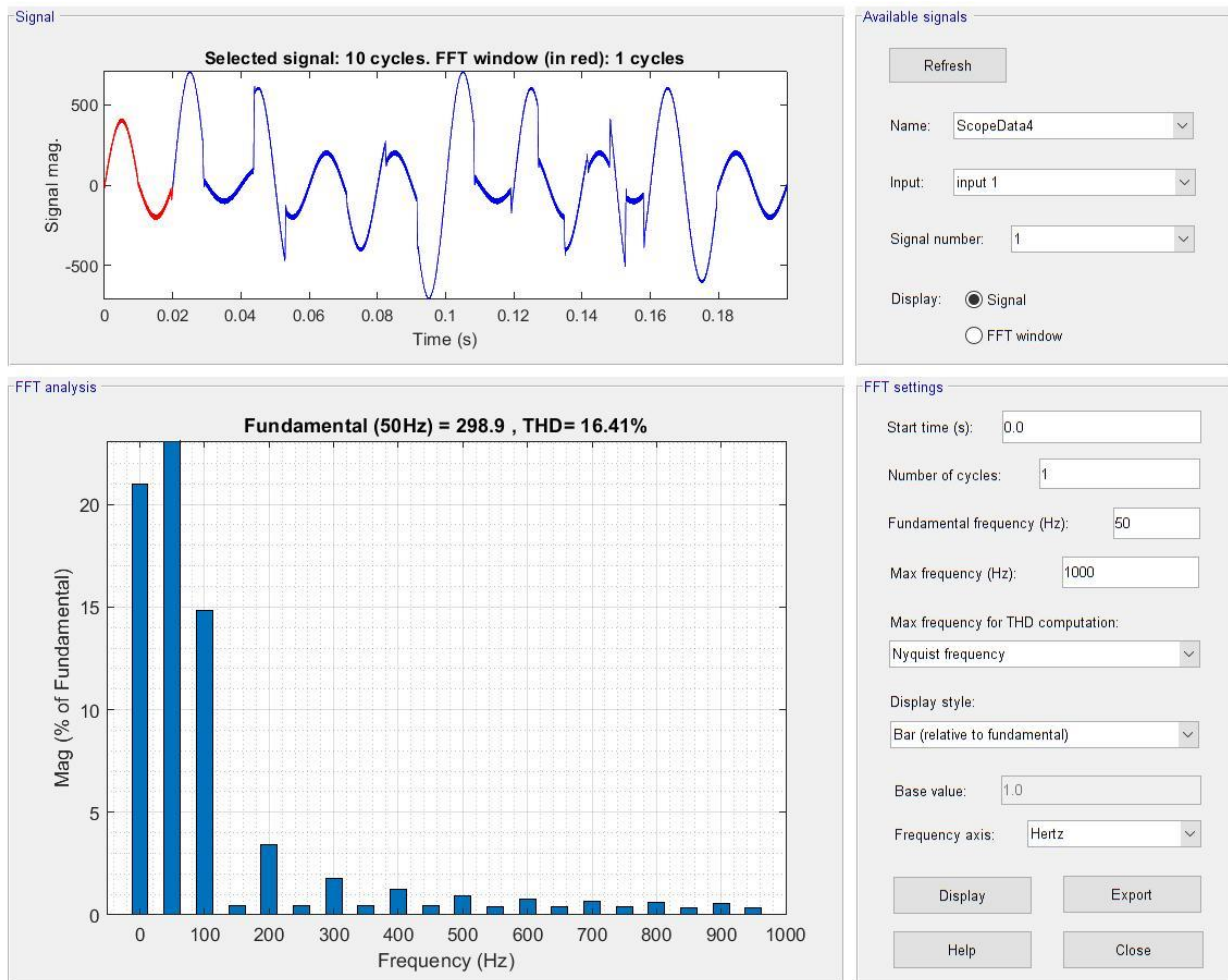 Signal
Selected signal: 10 cycles. FFT window (in red): 1 cycles
Signal mag.
500
0
-500
0 0.02 0.04 0.06 0.08 0.1 0.12 0.14 0.16 0.18
Time (s)
Available signals
Refresh
Name: ScopeData4
Input: input 1
Signal number: 1
Display: Signal
FFT window
FFT analysis
Fundamental (50Hz) = 298.9 , THD= 16.41%
Mag (% of Fundamental)
20
15
10
5
0
0 100 200 300 400 500 600 700 800 900 1000
Frequency (Hz)
FFT settings
Start time (s): 0.0
Number of cycles: 1
Fundamental frequency (Hz): 50
Max frequency (Hz): 1000
Max frequency for THD computation:
Nyquist frequency
Display style:
Bar (relative to fundamental)
Base value: 1.0
Frequency axis: Hertz
Display Export
Help Close